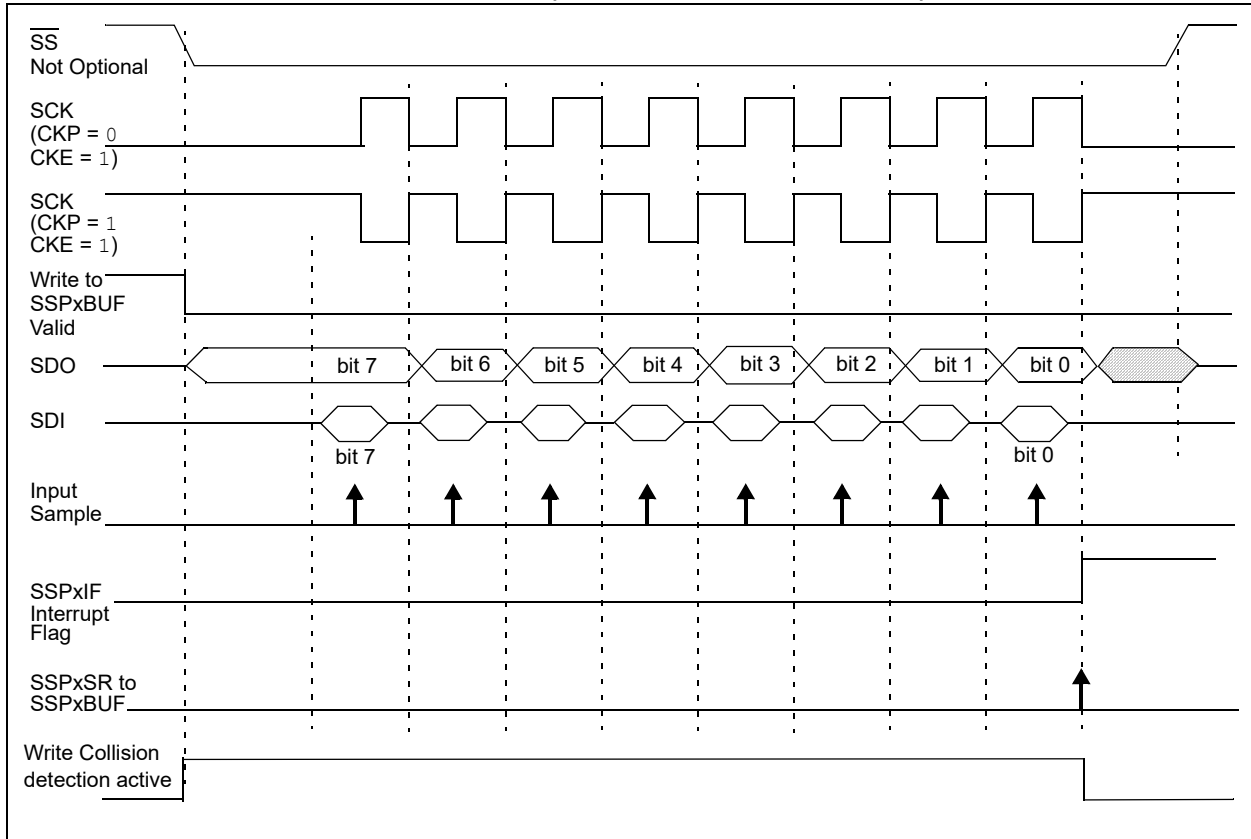 SS
Not Optional
SCK
(CKP = 0
CKE = 1)
SCK
(CKP = 1
CKE = 1)
Write to
SSPxBUF
Valid
SDO
bit 7 bit 6 bit 5 bit 4 bit 3 bit 2 bit 1 bit 0
SDI
bit 7 bit 0
Input
Sample
SSPxIF
Interrupt
Flag
SSPxSR to
SSPxBUF
Write Collision
detection active